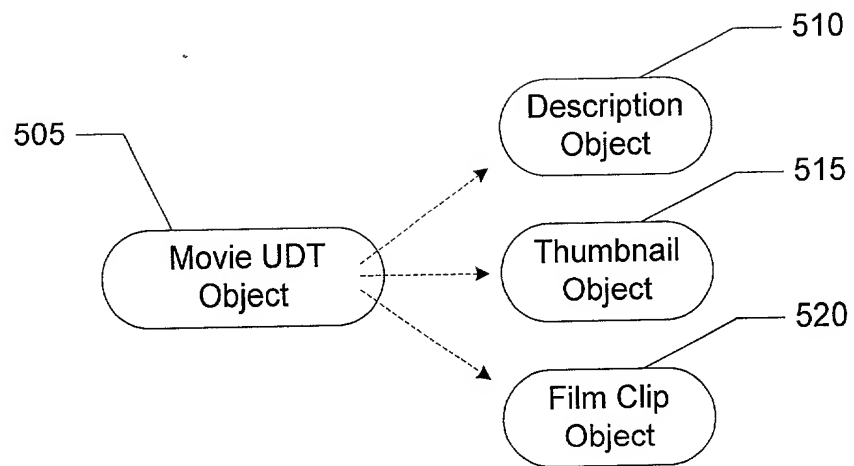 510
Description
Object
505
515
Movie UDT
Object
Thumbnail
Object
520
Film Clip
Object